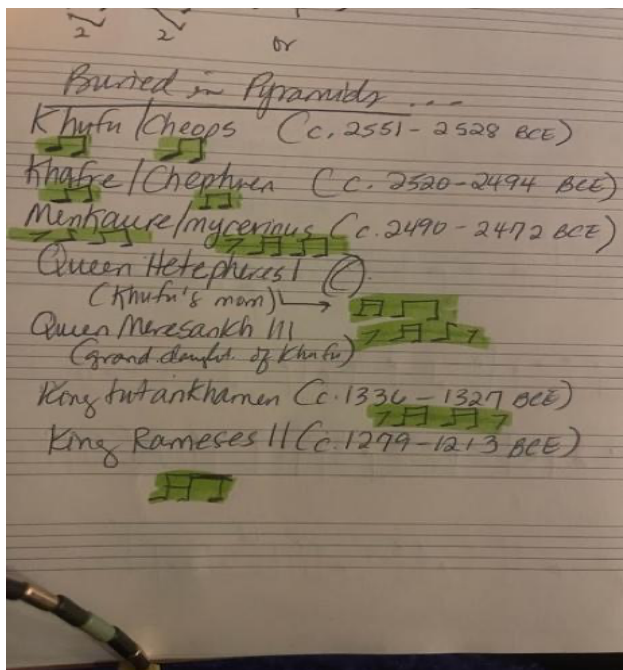 2 2
or
Buried in Pyramids ...
Khufu / Cheops (c. 2551 - 2528 BCE)
Khafre / Chephren (c. 2520 - 2494 BCE)
Menkaure / mycerinus (c. 2490 - 2472 BCE)
Queen Hetepheres I C.
(Khufu's mom) →
Queen Meresankh III
(grand daught. of Khufu)
King tutankhamen (c. 1336 - 1327 BCE)
King Rameses II (c. 1279 - 1213 BCE)